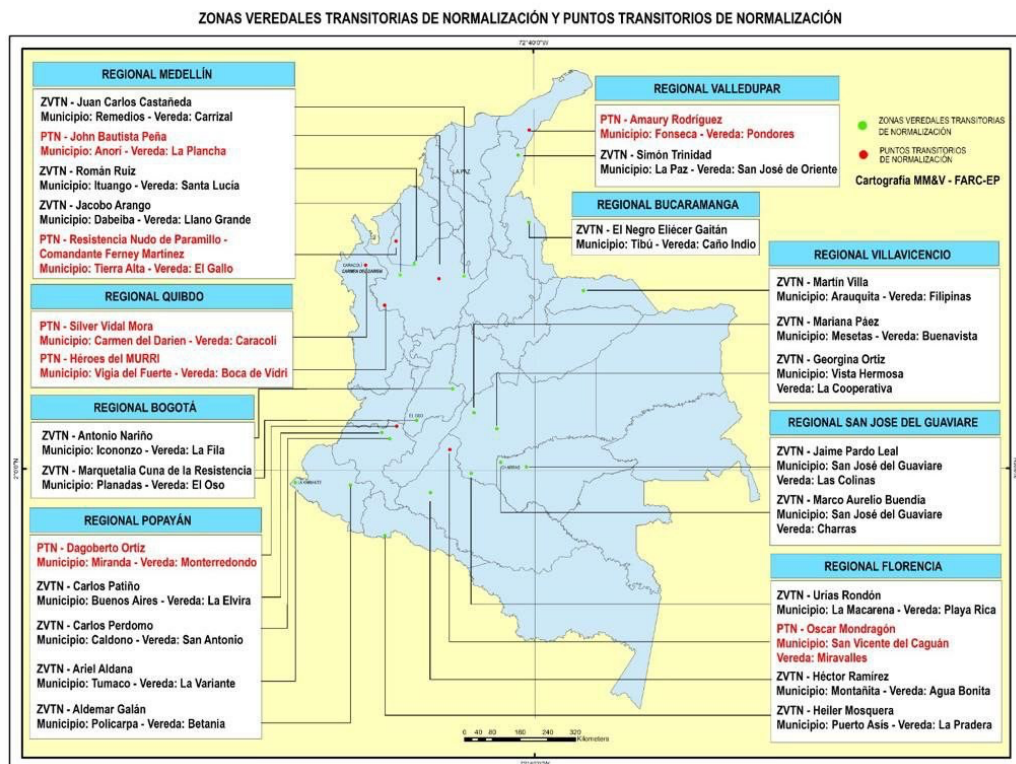 ZONAS VEREDALES TRANSITORIAS DE NORMALIZACIÓN Y PUNTOS TRANSITORIOS DE NORMALIZACIÓN
72°40'0"W
REGIONAL MEDELLÍN
ZVTN - Juan Carlos Castañeda
Municipio: Remedios - Vereda: Carrizal
PTN - John Bautista Peña
Municipio: Anorí - Vereda: La Plancha
ZVTN - Román Ruiz
Municipio: Ituango - Vereda: Santa Lucía
ZVTN - Jacobo Arango
Municipio: Dabeiba - Vereda: Llano Grande
PTN - Resistencia Nudo de Paramillo -
Comandante Ferney Martinez
Municipio: Tierra Alta - Vereda: El Gallo
REGIONAL QUIBDO
PTN - Silver Vidal Mora
Municipio: Carmen del Darien - Vereda: Caracolí
PTN - Héroes del MURRI
Municipio: Vigia del Fuerte - Vereda: Boca de Vidrí
REGIONAL BOGOTÁ
ZVTN - Antonio Nariño
Municipio: Icononzo - Vereda: La Fila
ZVTN - Marquetalia Cuna de la Resistencia
Municipio: Planadas - Vereda: El Oso
REGIONAL POPAYÁN
PTN - Dagoberto Ortiz
Municipio: Miranda - Vereda: Monterredondo
ZVTN - Carlos Patiño
Municipio: Buenos Aires - Vereda: La Elvira
ZVTN - Carlos Perdomo
Municipio: Caldono - Vereda: San Antonio
ZVTN - Ariel Aldana
Municipio: Tumaco - Vereda: La Variante
ZVTN - Aldemar Galán
Municipio: Policarpa - Vereda: Betania
LA PAZ
CARACOLI
CARMEN DEL DARIEN
EL OSO
CHARRAS
REGIONAL VALLEDUPAR
PTN - Amaury Rodríguez
Municipio: Fonseca - Vereda: Pondores
ZVTN - Simón Trinidad
Municipio: La Paz - Vereda: San José de Oriente
ZONAS VEREDALES TRANSITORIAS
DE NORMALIZACIÓN
PUNTOS TRANSITORIOS
DE NORMALIZACIÓN
Cartografía MM&V - FARC-EP
REGIONAL BUCARAMANGA
ZVTN - El Negro Eliécer Gaitán
Municipio: Tibú - Vereda: Caño Indio
REGIONAL VILLAVICENCIO
ZVTN - Martín Villa
Municipio: Arauquita - Vereda: Filipinas
ZVTN - Mariana Páez
Municipio: Mesetas - Vereda: Buenavista
ZVTN - Georgina Ortiz
Municipio: Vista Hermosa
Vereda: La Cooperativa
REGIONAL SAN JOSE DEL GUAVIARE
ZVTN - Jaime Pardo Leal
Municipio: San José del Guaviare
Vereda: Las Colinas
ZVTN - Marco Aurelio Buendía
Municipio: San José del Guaviare
Vereda: Charras
REGIONAL FLORENCIA
ZVTN - Urías Rondón
Municipio: La Macarena - Vereda: Playa Rica
PTN - Oscar Mondragón
Municipio: San Vicente del Caguán
Vereda: Miravalles
ZVTN - Héctor Ramírez
Municipio: Montañita - Vereda: Agua Bonita
ZVTN - Heiler Mosquera
Municipio: Puerto Asís - Vereda: La Pradera
0 40 80 160 240 320
Kilometers